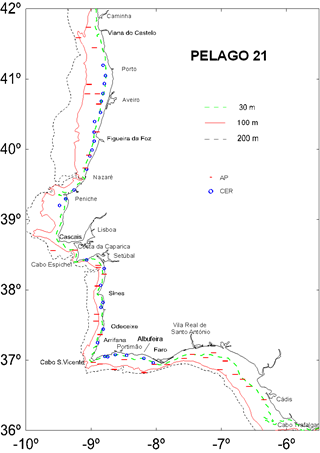 42°
Caminha
Viana do Castelo
PELAGO 21
41°
Porto
Aveiro
30 m
100 m
200 m
Figueira da Foz
40°
Nazaré
AP
CER
Peniche
39°
Lisboa
Cascais
Costa da Caparica
Setúbal
Cabo Espichel
38°
Sines
Odeceixe
Vila Real de
Santo António
Arrifana
Albufeira
Portimão
Faro
37°
Cabo S.Vicente
Cádis
Cabo Trafalgar
36°
-10°
-9°
-8°
-7°
-6°